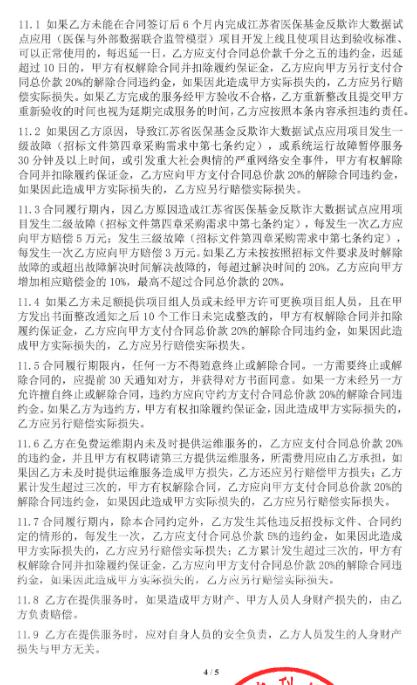 11.1 如果乙方未能在合同签订后 6 个月内完成江苏省医保基金反欺诈大数据试
点应用（医保与外部数据联合监管模型）项目开发上线且使项目达到验收标准、
可以正常使用的，每迟延一日，乙方应支付合同总价款千分之五的违约金，迟延
超过 10 日的，甲方有权解除合同并扣除履约保证金，乙方应向甲方另行支付合
同总价款 20%的解除合同违约金，如果因此造成甲方实际损失的，乙方应另行赔
偿实际损失。如果乙方完成的服务经甲方验收不合格，乙方重新整改且提交甲方
重新验收的时间也视为延期完成服务的时间，乙方应按照本条内容承担违约责任。
11.2 如果因乙方原因，导致江苏省医保基金反欺诈大数据试点应用项目发生一
级故障（招标文件第四章采购需求中第七条约定），或系统运行故障暂停服务
30 分钟及以上时间，或引发重大社会舆情的严重网络安全事件，甲方有权解除
合同并扣除履约保证金，乙方应向甲方支付合同总价款 20%的解除合同违约金，
如果因此造成甲方实际损失的，乙方应另行赔偿实际损失。
11.3 合同履行期内，因乙方原因造成江苏省医保基金反欺诈大数据试点应用项
目发生二级故障（招标文件第四章采购需求中第七条约定），每发生一次乙方应
向甲方赔偿 5 万元；发生三级故障（招标文件第四章采购需求中第七条约定），
每发生一次乙方应向甲方赔偿 3 万元。如果乙方未按按照招标文件要求及时解除
故障的或超出故障解决时间解决故障的，每超过解决时间的 20%，乙方应向甲方
增加相应赔偿金的 10%，最高不超过合同总价款的 20%。
11.4 如果乙方未足额提供项目组人员或未经甲方许可更换项目组人员，且在甲
方发出书面整改通知之后 10 个工作日未完成整改的，甲方有权解除合同并扣除
履约保证金，乙方应向甲方支付合同总价款 20%的解除合同违约金，如果因此造
成甲方实际损失的，乙方应另行赔偿实际损失。
11.5 合同履行期限内，任何一方不得随意终止或解除合同。一方需要终止或解
除合同的，应提前 30 天通知对方，并获得对方书面同意。如果一方未经另一方
允许擅自终止或解除合同，违约方应向守约方支付合同总价款 20%的解除合同违
约金。如果乙方为违约方，甲方有权扣除履约保证金，因此造成甲方实际损失的，
乙方应另行赔偿实际损失。
11.6 乙方在免费运维期内未及时提供运维服务的，乙方应支付合同总价款 20%
的违约金，并且甲方有权聘请第三方提供运维服务，所需费用应由乙方承担，如
果因乙方未及时提供运维服务造成甲方损失，乙方还应另行赔偿甲方损失；乙方
累计发生超过三次的，甲方有权解除合同，乙方应向甲方支付合同总价款 20%的
解除合同违约金，如果因此造成甲方实际损失的，乙方应另行赔偿实际损失。
11.7 合同履行期内，除本合同约定外，乙方发生其他违反招投标文件、合同约
定的情形的，每发生一次，乙方应支付合同总价款 5%的违约金，如果因此造成
甲方实际损失的，乙方应另行赔偿实际损失；乙方累计发生超过三次的，甲方有
权解除合同并扣除履约保证金，乙方应向甲方支付合同总价款 20%的解除合同违
约金，如果因此造成甲方实际损失的，乙方应另行赔偿实际损失。
11.8 乙方在提供服务时，如果造成甲方财产、甲方人员人身财产损失的，由乙
方负责赔偿。
11.9 乙方在提供服务时，应对自身人员的安全负责，乙方人员发生的人身财产
损失与甲方无关。
4 / 5